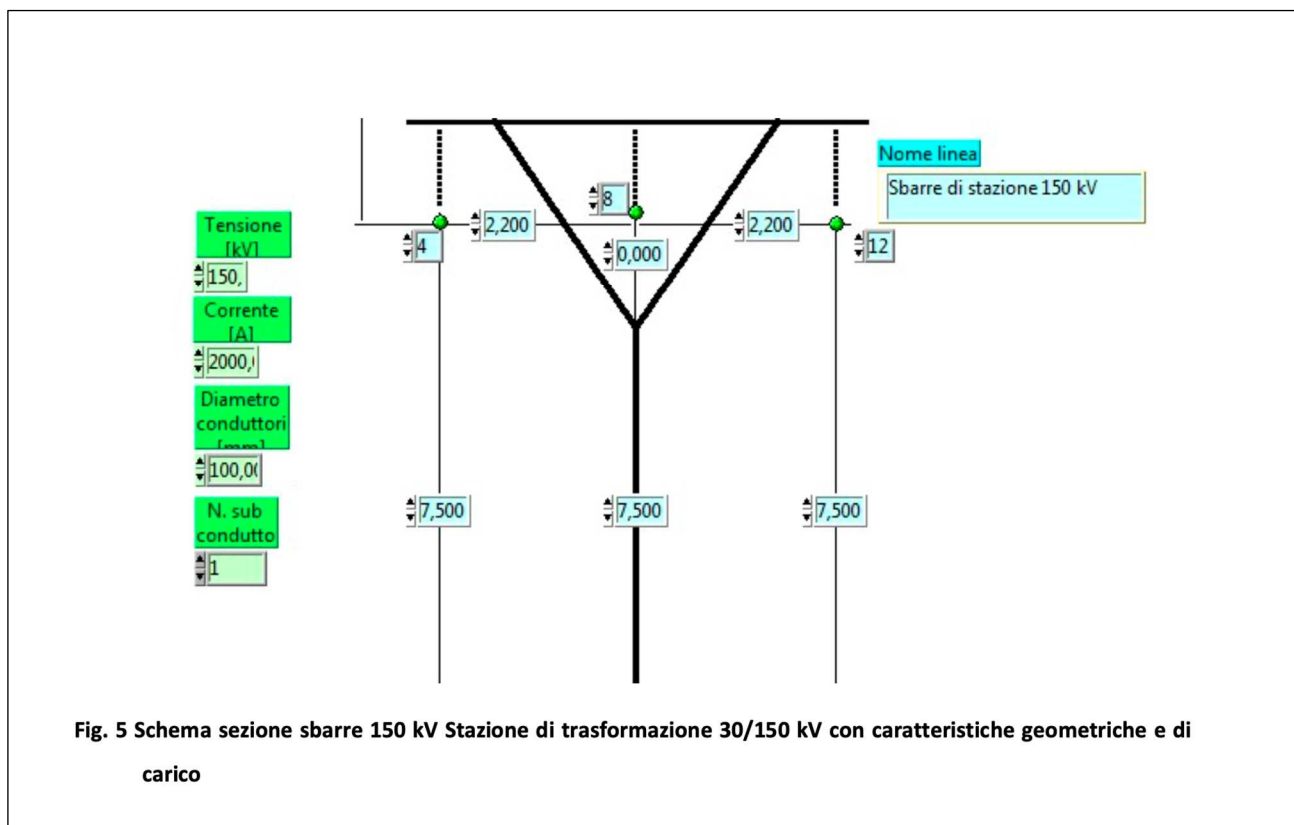 Nome linea
Sbarre di stazione 150 kV
8
Tensione
[kV]
2,200
2,200
4
0,000
12
150,
Corrente
[A]
2000,
Diametro
conduttori
[mm]
100,00
7,500
7,500
7,500
N. sub
condutto
1
Fig. 5 Schema sezione sbarre 150 kV Stazione di trasformazione 30/150 kV con caratteristiche geometriche e di
carico